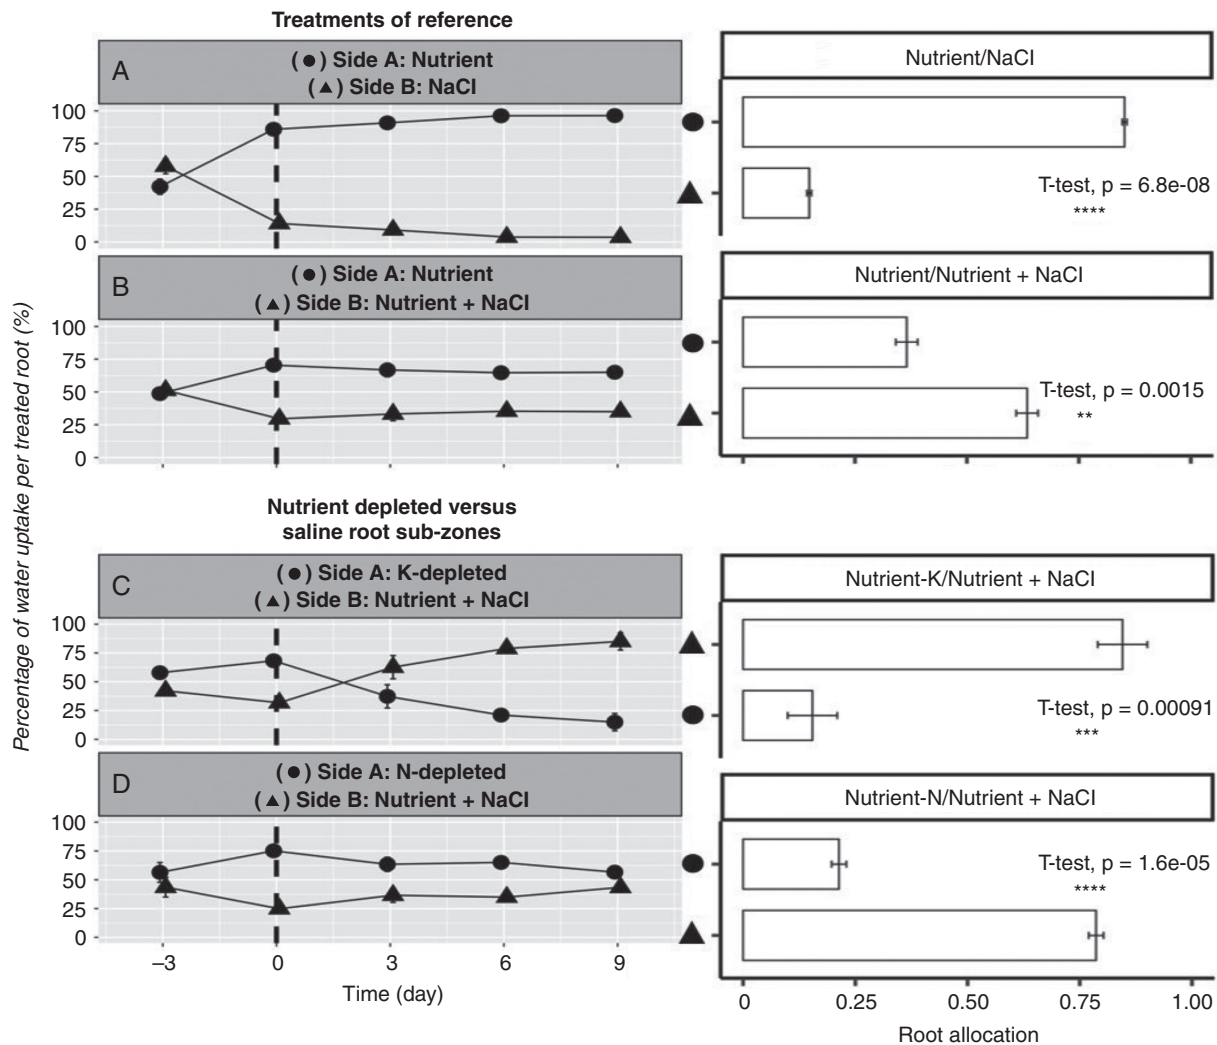 Treatments of reference
A
(●) Side A: Nutrient
(▲) Side B: NaCl
100
75
50
25
0
Nutrient/NaCl
T-test, p = 6.8e-08
****
B
(●) Side A: Nutrient
(▲) Side B: Nutrient + NaCl
100
75
50
25
0
Nutrient/Nutrient + NaCl
T-test, p = 0.0015
**
Percentage of water uptake per treated root (%)
Nutrient depleted versus
saline root sub-zones
C
(●) Side A: K-depleted
(▲) Side B: Nutrient + NaCl
100
75
50
25
0
Nutrient-K/Nutrient + NaCl
T-test, p = 0.00091
***
D
(●) Side A: N-depleted
(▲) Side B: Nutrient + NaCl
100
75
50
25
0
–3 0 3 6 9
Time (day)
Nutrient-N/Nutrient + NaCl
T-test, p = 1.6e-05
****
0 0.25 0.50 0.75 1.00
Root allocation